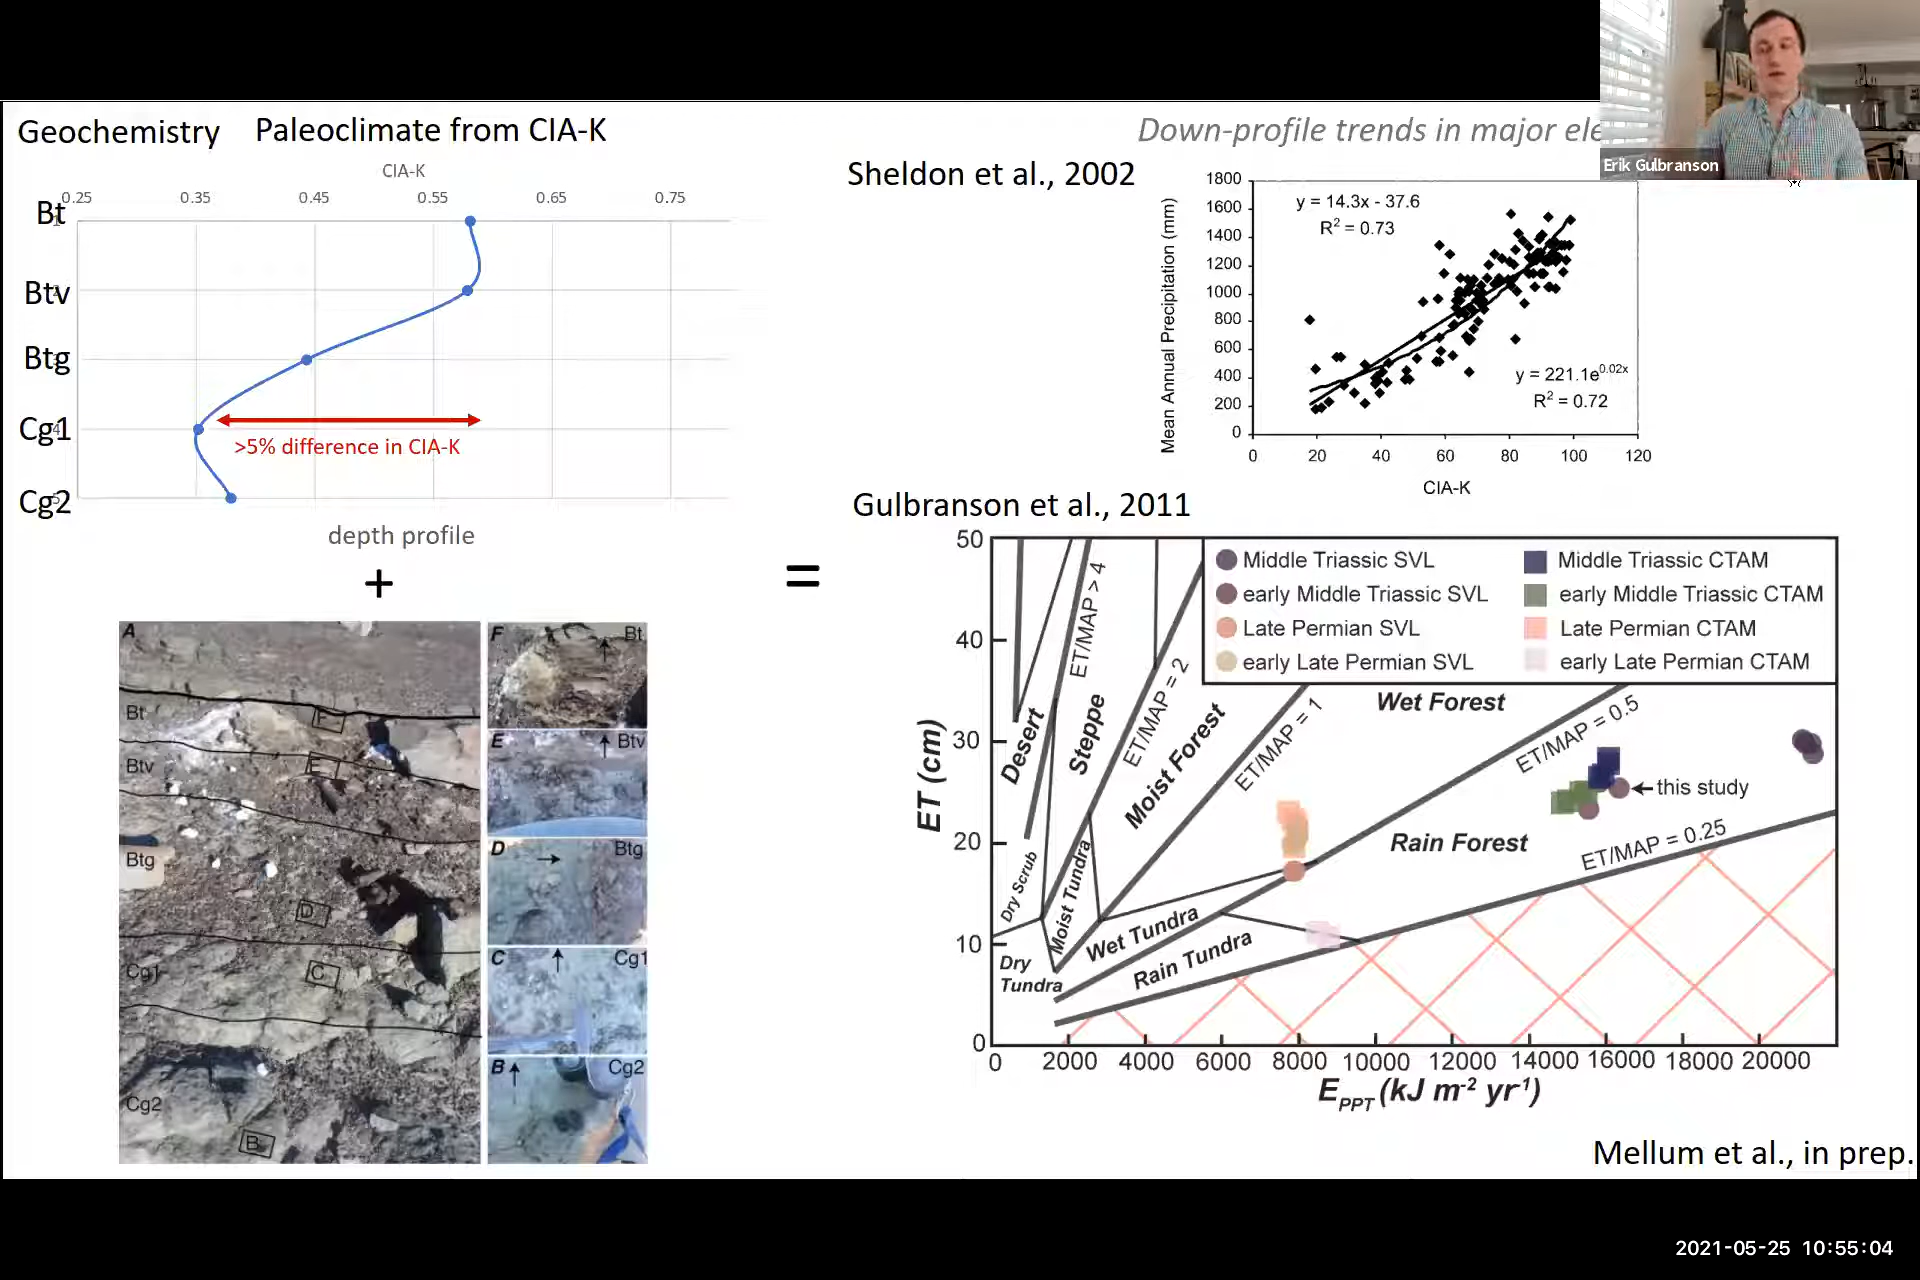 Geochemistry
Paleoclimate from CIA-K
Down-profile trends in major ele
Erik Gulbranson
CIA-K
0.25 0.35 0.45 0.55 0.65 0.75
Bt
Btv
Btg
Cg1
Cg2
>5% difference in CIA-K
depth profile
+
=
Sheldon et al., 2002
Mean Annual Precipitation (mm)
1800
1600
1400
1200
1000
800
600
400
200
0
y = 14.3x - 37.6
R² = 0.73
y = 221.1e^0.02x
R² = 0.72
0 20 40 60 80 100 120
CIA-K
Gulbranson et al., 2011
A
Bt
F
Btv
E
Btg
D
Cg1
C
Cg2
B
F Bt
E Btv
D Btg
C Cg1
B Cg2
ET (cm)
50
40
30
20
10
0
Middle Triassic SVL
early Middle Triassic SVL
Late Permian SVL
early Late Permian SVL
Middle Triassic CTAM
early Middle Triassic CTAM
Late Permian CTAM
early Late Permian CTAM
ET/MAP > 4
ET/MAP = 2
ET/MAP = 1
ET/MAP = 0.5
ET/MAP = 0.25
Desert
Steppe
Moist Forest
Wet Forest
Rain Forest
this study
Dry Scrub
Moist Tundra
Wet Tundra
Rain Tundra
Dry
Tundra
0 2000 4000 6000 8000 10000 12000 14000 16000 18000 20000
E_PPT (kJ m⁻² yr⁻¹)
Mellum et al., in prep.
2021-05-25 10:55:04